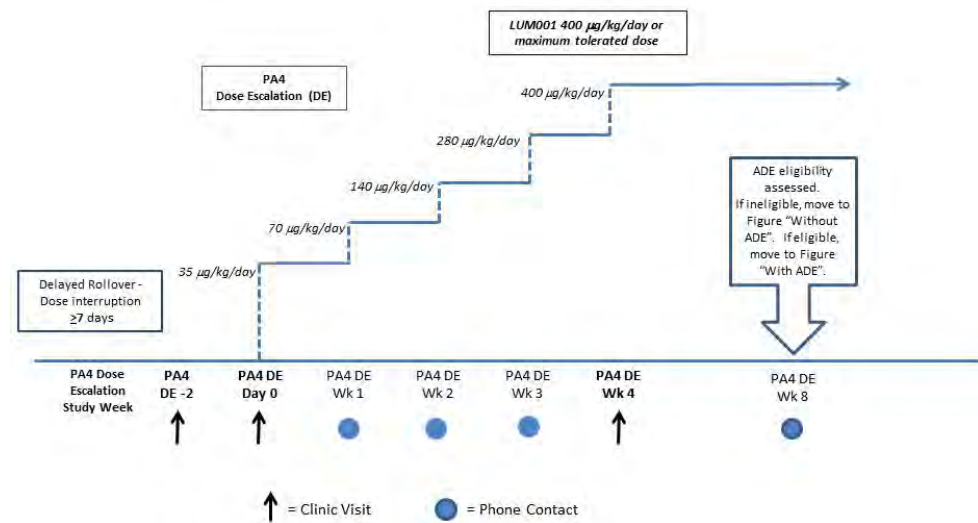 LUM001 400 µg/kg/day or
maximum tolerated dose
PA4
Dose Escalation (DE)
400 µg/kg/day
280 µg/kg/day
140 µg/kg/day
70 µg/kg/day
35 µg/kg/day
ADE eligibility
assessed.
If ineligible, move to
Figure “Without
ADE”. If eligible,
move to Figure
“With ADE”.
Delayed Rollover -
Dose interruption
≥7 days
PA4 Dose
Escalation
Study Week
PA4
DE -2
PA4 DE
Day 0
PA4 DE
Wk 1
PA4 DE
Wk 2
PA4 DE
Wk 3
PA4 DE
Wk 4
PA4 DE
Wk 8
= Clinic Visit
= Phone Contact